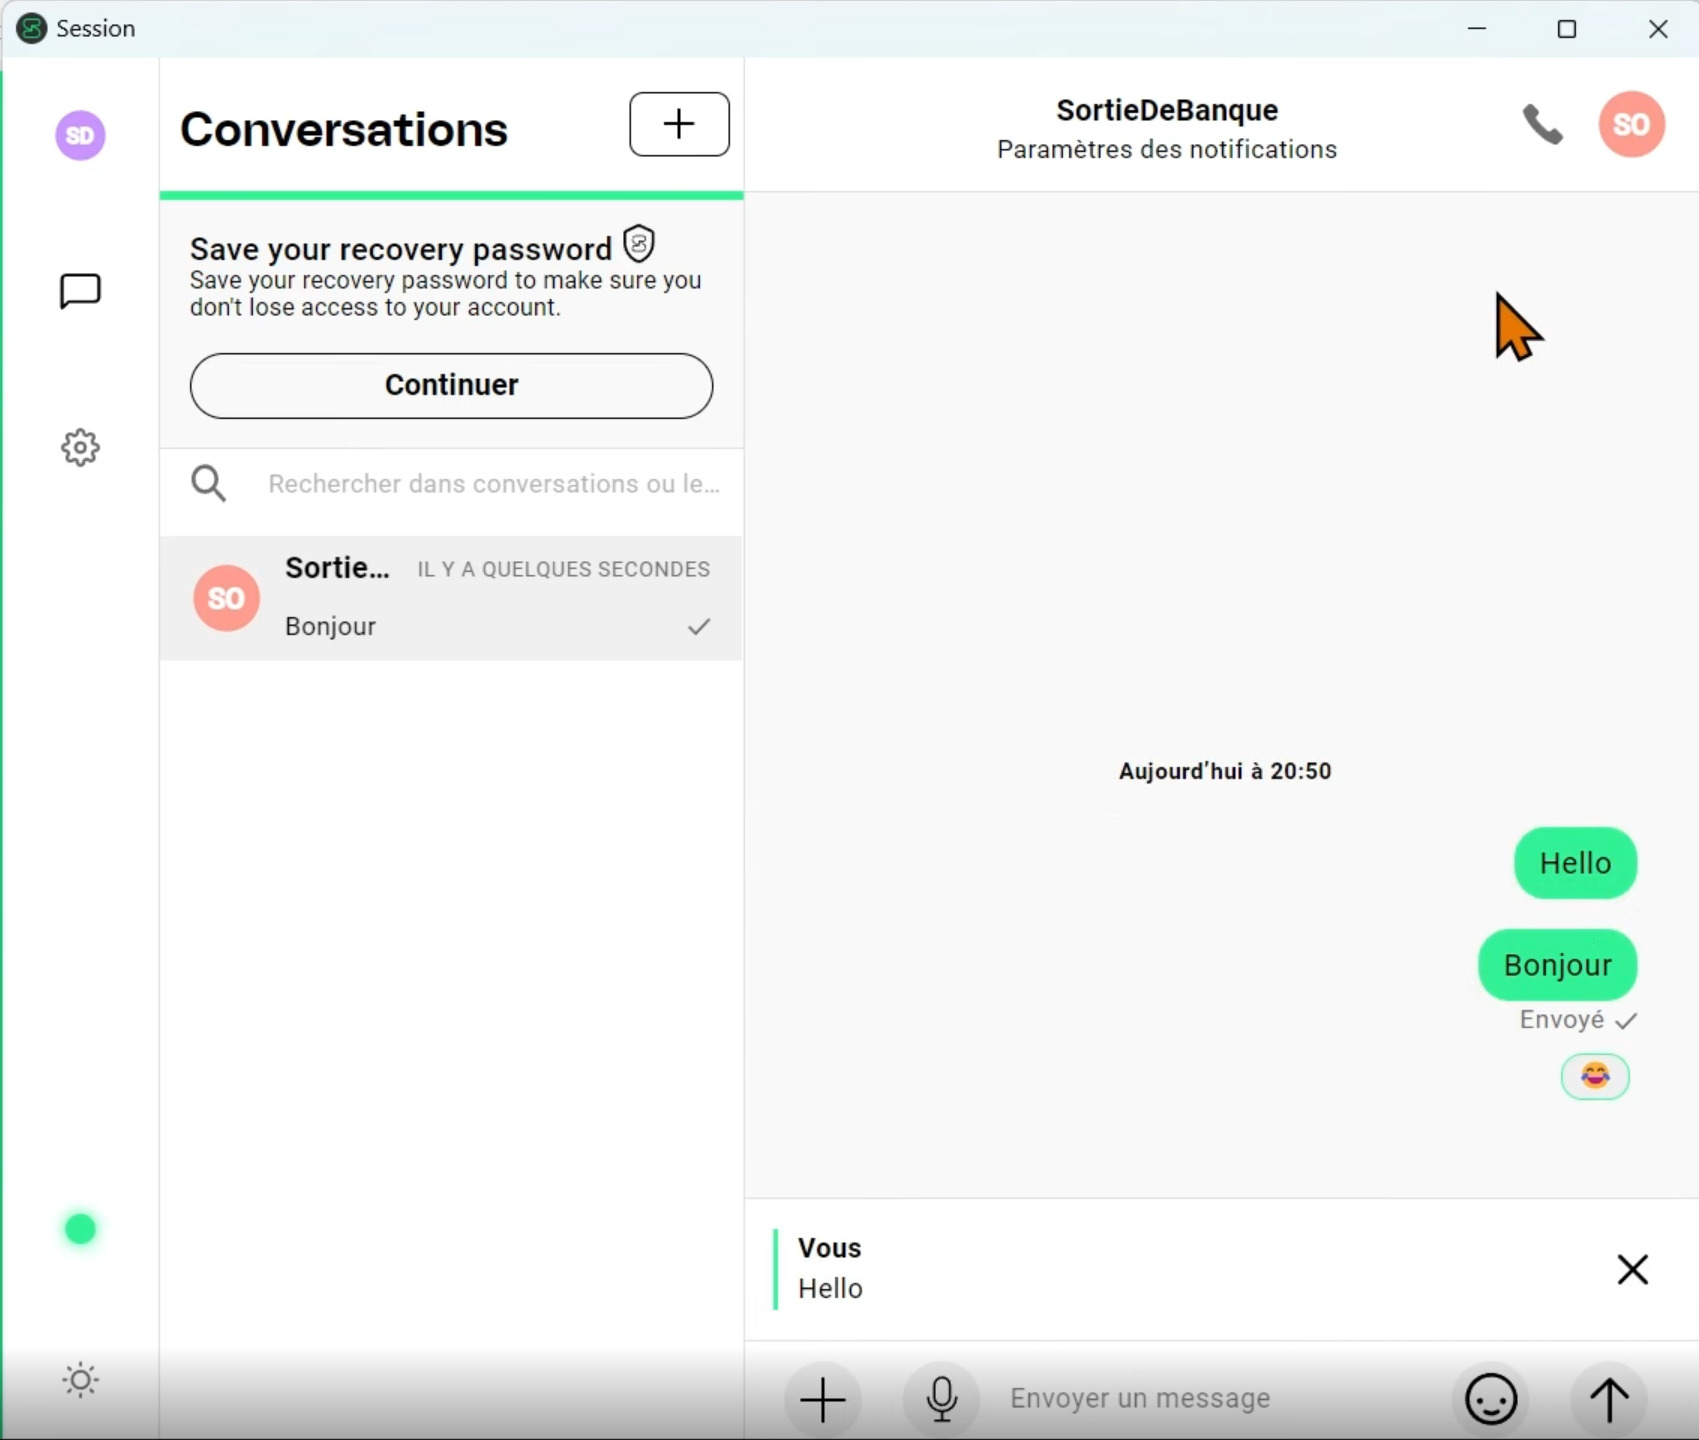 Session
SD
Conversations
Save your recovery password
Save your recovery password to make sure you
don't lose access to your account.
Continuer
Rechercher dans conversations ou le...
SO
Sortie... IL Y A QUELQUES SECONDES
Bonjour
SortieDeBanque
Paramètres des notifications
SO
Aujourd’hui à 20:50
Hello
Bonjour
Envoyé
Vous
Hello
Envoyer un message